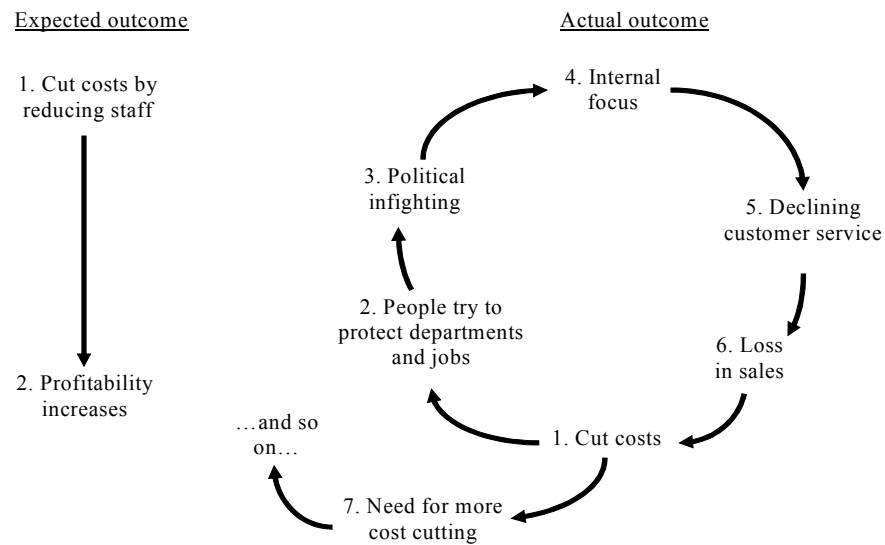 Expected outcome
1. Cut costs by
reducing staff
2. Profitability
increases
Actual outcome
4. Internal
focus
3. Political
infighting
5. Declining
customer service
2. People try to
protect departments
and jobs
6. Loss
in sales
…and so
on…
1. Cut costs
7. Need for more
cost cutting